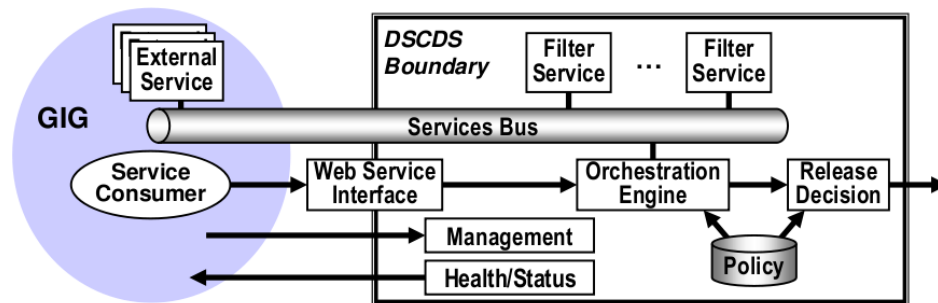 DSCDS
Boundary
External
Service
Filter
Service
...
Filter
Service
GIG
Services Bus
Service
Consumer
Web Service
Interface
Orchestration
Engine
Release
Decision
Management
Health/Status
Policy